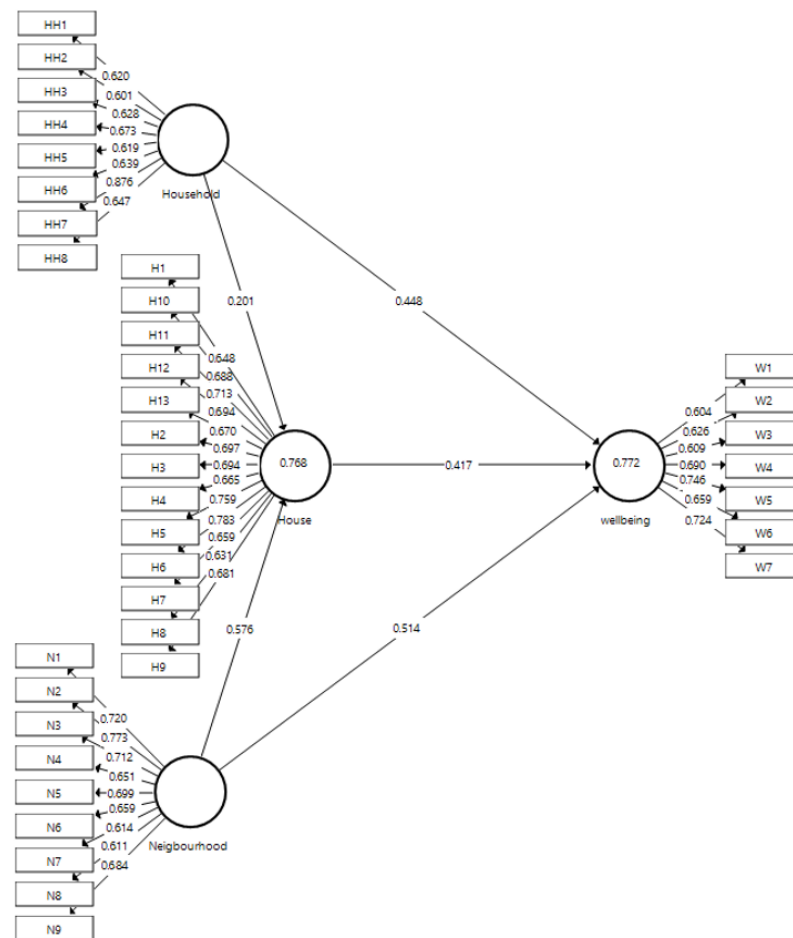 HH1
HH2
HH3
HH4
HH5
HH6
HH7
HH8
0.620
0.601
0.628
0.673
0.619
0.639
0.876
0.647
Household
0.201
0.448
H1
H10
H11
H12
H13
H2
H3
H4
H5
H6
H7
H8
H9
0.648
0.688
0.713
0.694
0.670
0.697
0.694
0.665
0.759
0.783
0.659
0.631
0.681
0.768
House
0.417
0.772
wellbeing
0.604
0.626
0.609
0.690
0.746
0.659
0.724
W1
W2
W3
W4
W5
W6
W7
0.576
0.514
N1
N2
N3
N4
N5
N6
N7
N8
N9
0.720
0.773
0.712
0.651
0.699
0.659
0.614
0.611
0.684
Neigbourhood